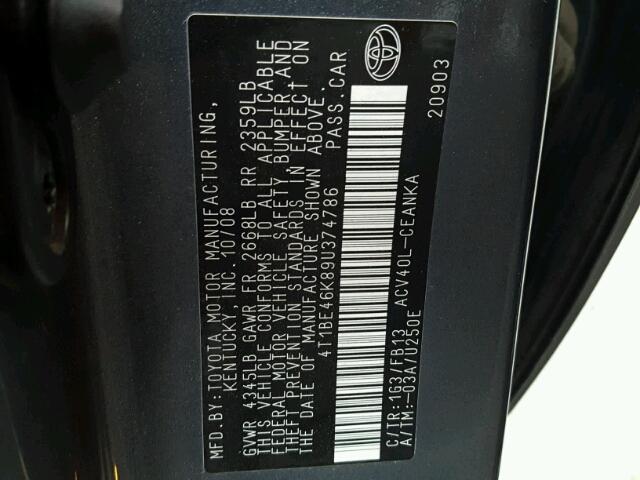 MFD.BY:TOYOTA MOTOR MANUFACTURING,
KENTUCKY, INC. 10/08
GVWR 4345LB GAWR FR 2668LB RR 2359LB
THIS VEHICLE CONFORMS TO ALL APPLICABLE
FEDERAL MOTOR VEHICLE SAFETY, BUMPER, AND
THEFT PREVENTION STANDARDS IN EFFECT ON
THE DATE OF MANUFACTURE SHOWN ABOVE.
4T1BE46K89U374786 PASS.CAR
C/TR:1G3/FB13 ACV40L-CEANKA
A/TM:-03A/U250E
20903